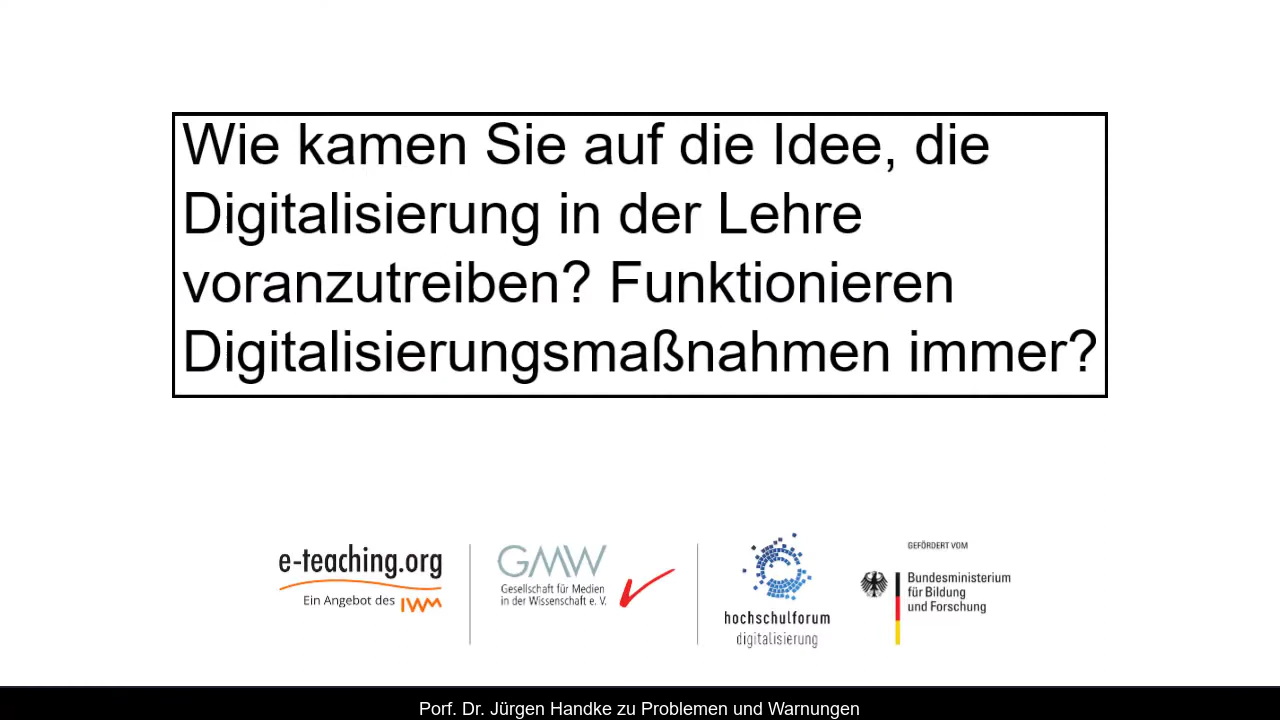 Wie kamen Sie auf die Idee, die
Digitalisierung in der Lehre
voranzutreiben? Funktionieren
Digitalisierungsmaßnahmen immer?
e-teaching.org
Ein Angebot des IWM
GMW
Gesellschaft für Medien
in der Wissenschaft e. V.
hochschulforum
digitalisierung
GEFÖRDERT VOM
Bundesministerium
für Bildung
und Forschung
Porf. Dr. Jürgen Handke zu Problemen und Warnungen